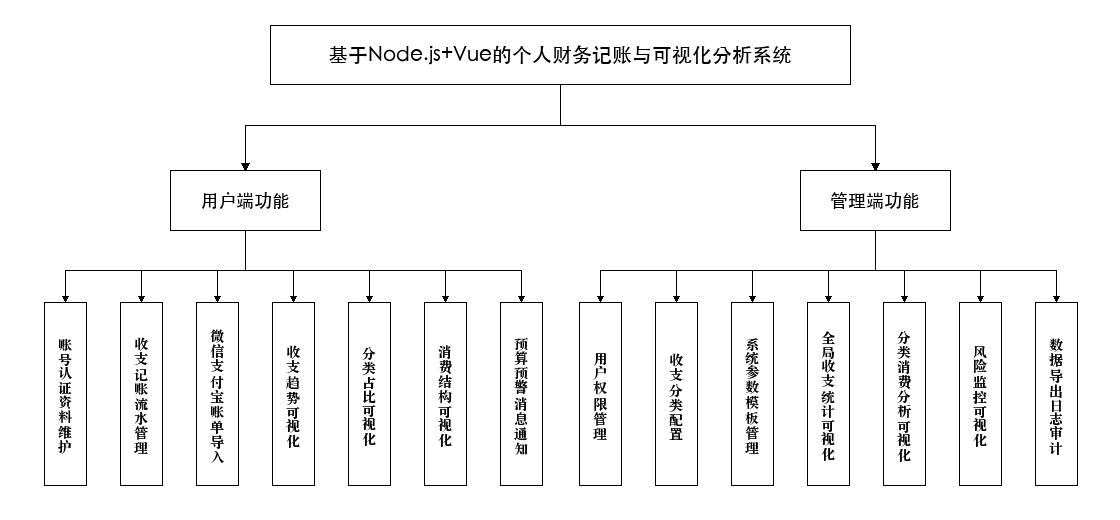 基于Node.js+Vue的个人财务记账与可视化分析系统
用户端功能
管理端功能
账号认证资料维护
收支记账流水管理
微信支付宝账单导入
收支趋势可视化
分类占比可视化
消费结构可视化
预算预警消息通知
用户权限管理
收支分类配置
系统参数模板管理
全局收支统计可视化
分类消费分析可视化
风险监控可视化
数据导出日志审计